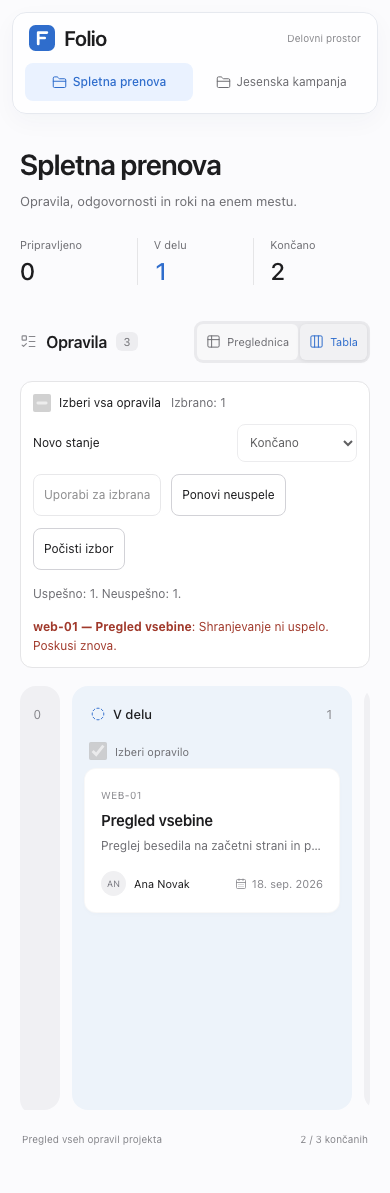 Folio
Delovni prostor
Spletna prenova
Jesenska kampanja
Spletna prenova
Opravila, odgovornosti in roki na enem mestu.
Pripravljeno
0
V delu
1
Končano
2
Opravila 3
Preglednica
Tabla
Izberi vsa opravila Izbrano: 1
Novo stanje
Končano
Uporabi za izbrana
Ponovi neuspele
Počisti izbor
Uspešno: 1. Neuspešno: 1.
web-01 — Pregled vsebine: Shranjevanje ni uspelo.
Poskusi znova.
0
V delu
1
Izberi opravilo
WEB-01
Pregled vsebine
Preglej besedila na začetni strani in p…
AN Ana Novak
18. sep. 2026
Pregled vseh opravil projekta
2 / 3 končanih